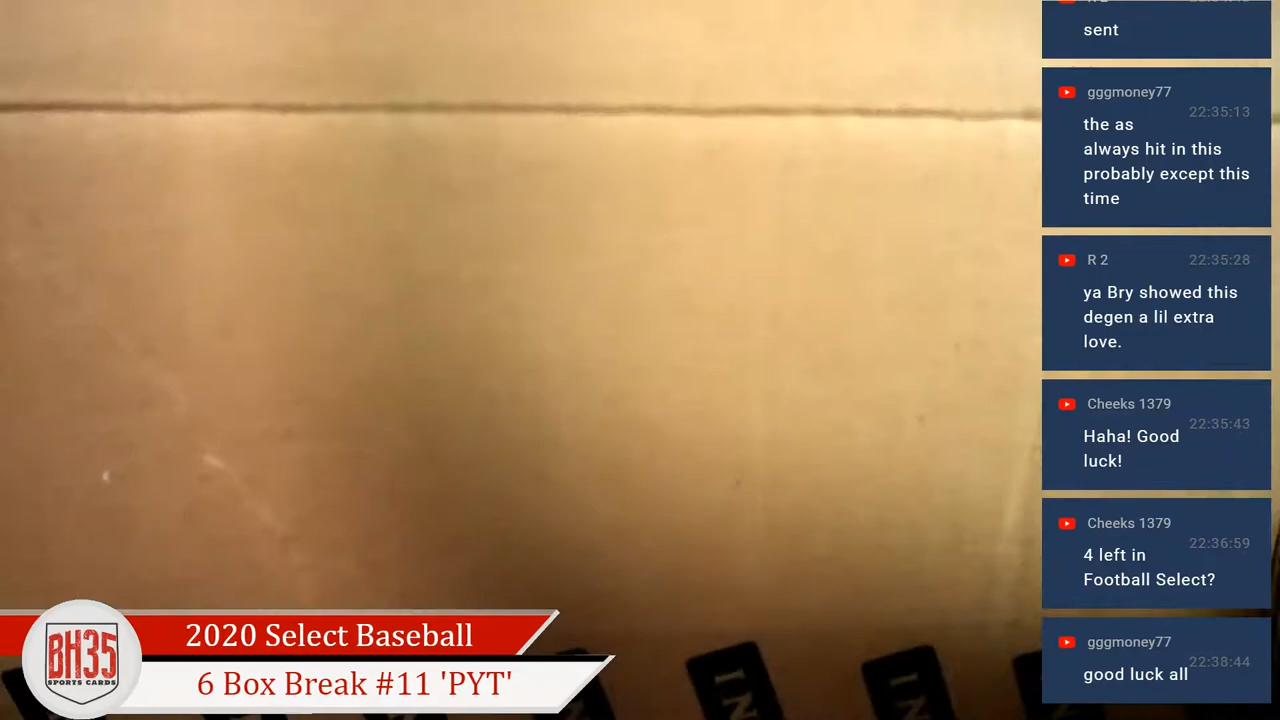 sent
gggmoney77
22:35:13
the as
always hit in this
probably except this
time
R 2
22:35:28
ya Bry showed this
degen a lil extra
love.
Cheeks 1379
22:35:43
Haha! Good
luck!
Cheeks 1379
22:36:59
4 left in
Football Select?
gggmoney77
22:38:44
good luck all
BH35
SPORTS CARDS
2020 Select Baseball
6 Box Break #11 'PYT'
IN
IN